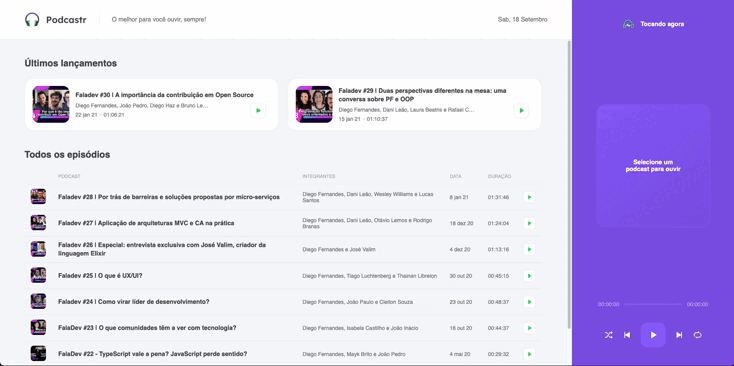 Podcastr
O melhor para você ouvir, sempre!
Sab, 18 Setembro
Últimos lançamentos
Faladev #30 | A importância da contribuição em Open Source
Diego Fernandes, João Pedro, Diego Haz e Bruno Le...
22 jan 21 · 01:06:21
Faladev #29 | Duas perspectivas diferentes na mesa: uma
conversa sobre PF e OOP
Diego Fernandes, Dani Leão, Laura Beatris e Rafael C...
15 jan 21 · 01:10:37
Todos os episódios
PODCAST INTEGRANTES DATA DURAÇÃO
Faladev #28 | Por trás de barreiras e soluções propostas por micro-serviços
Diego Fernandes, Dani Leão, Wesley Williams e Lucas
Santos
8 jan 21 01:31:46
Faladev #27 | Aplicação de arquiteturas MVC e CA na prática
Diego Fernandes, Dani Leão, Otávio Lemos e Rodrigo
Branas
18 dez 20 01:24:04
Faladev #26 | Especial: entrevista exclusiva com José Valim, criador da
linguagem Elixir
Diego Fernandes e José Valim
4 dez 20 01:13:16
Faladev #25 | O que é UX/UI?
Diego Fernandes, Tiago Luchtenberg e Thainan Libreion
30 out 20 00:45:15
Faladev #24 | Como virar líder de desenvolvimento?
Diego Fernandes, João Paulo e Cleiton Souza
23 out 20 00:48:37
FalaDev #23 | O que comunidades têm a ver com tecnologia?
Diego Fernandes, Isabela Castilho e João Inácio
16 out 20 00:44:37
FalaDev #22 - TypeScript vale a pena? JavaScript perde sentido?
Diego Fernandes, Mayk Brito e João Pedro
4 mai 20 00:29:32
Tocando agora
Selecione um
podcast para ouvir
00:00:00 00:00:00